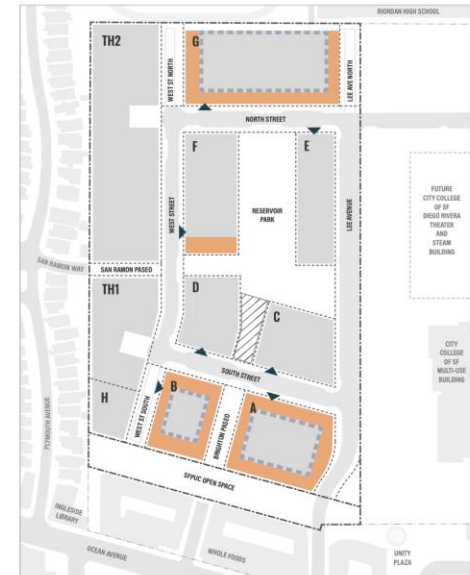 RIORDAN HIGH SCHOOL
TH2
WEST ST NORTH
G
LEE AVE NORTH
NORTH STREET
F
E
WEST STREET
RESERVOIR
PARK
LEE AVENUE
FUTURE
CITY COLLEGE
OF SF
DIEGO RIVERA
THEATER
AND
STEAM
BUILDING
SAN RAMON WAY
SAN RAMON PASEO
TH1
D
C
CITY
COLLEGE
OF SF
MULTI-USE
BUILDING
SOUTH STREET
PLYMOUTH AVENUE
H
WEST ST SOUTH
B
BRIGHTON PASEO
A
SFPUC OPEN SPACE
INGLESIDE
LIBRARY
OCEAN AVENUE
WHOLE FOODS
UNITY
PLAZA